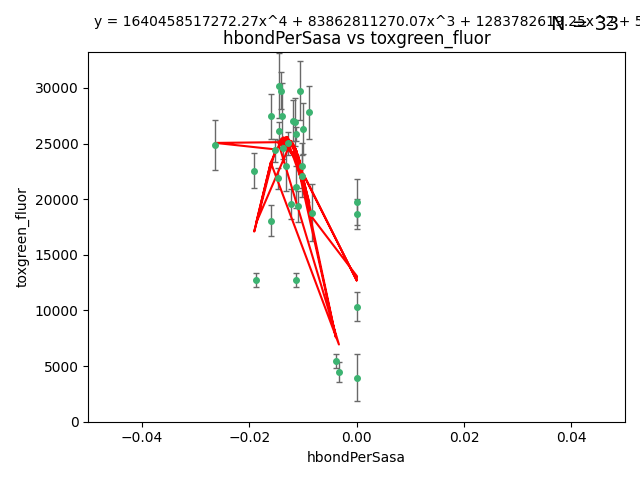 y = 1640458517272.27x^4 + 83862811270.07x^3 + 1283782613.25x^2 + 5
N = 33
hbondPerSasa vs toxgreen_fluor
30000
25000
20000
15000
10000
5000
0
toxgreen_fluor
−0.04 −0.02 0.00 0.02 0.04
hbondPerSasa